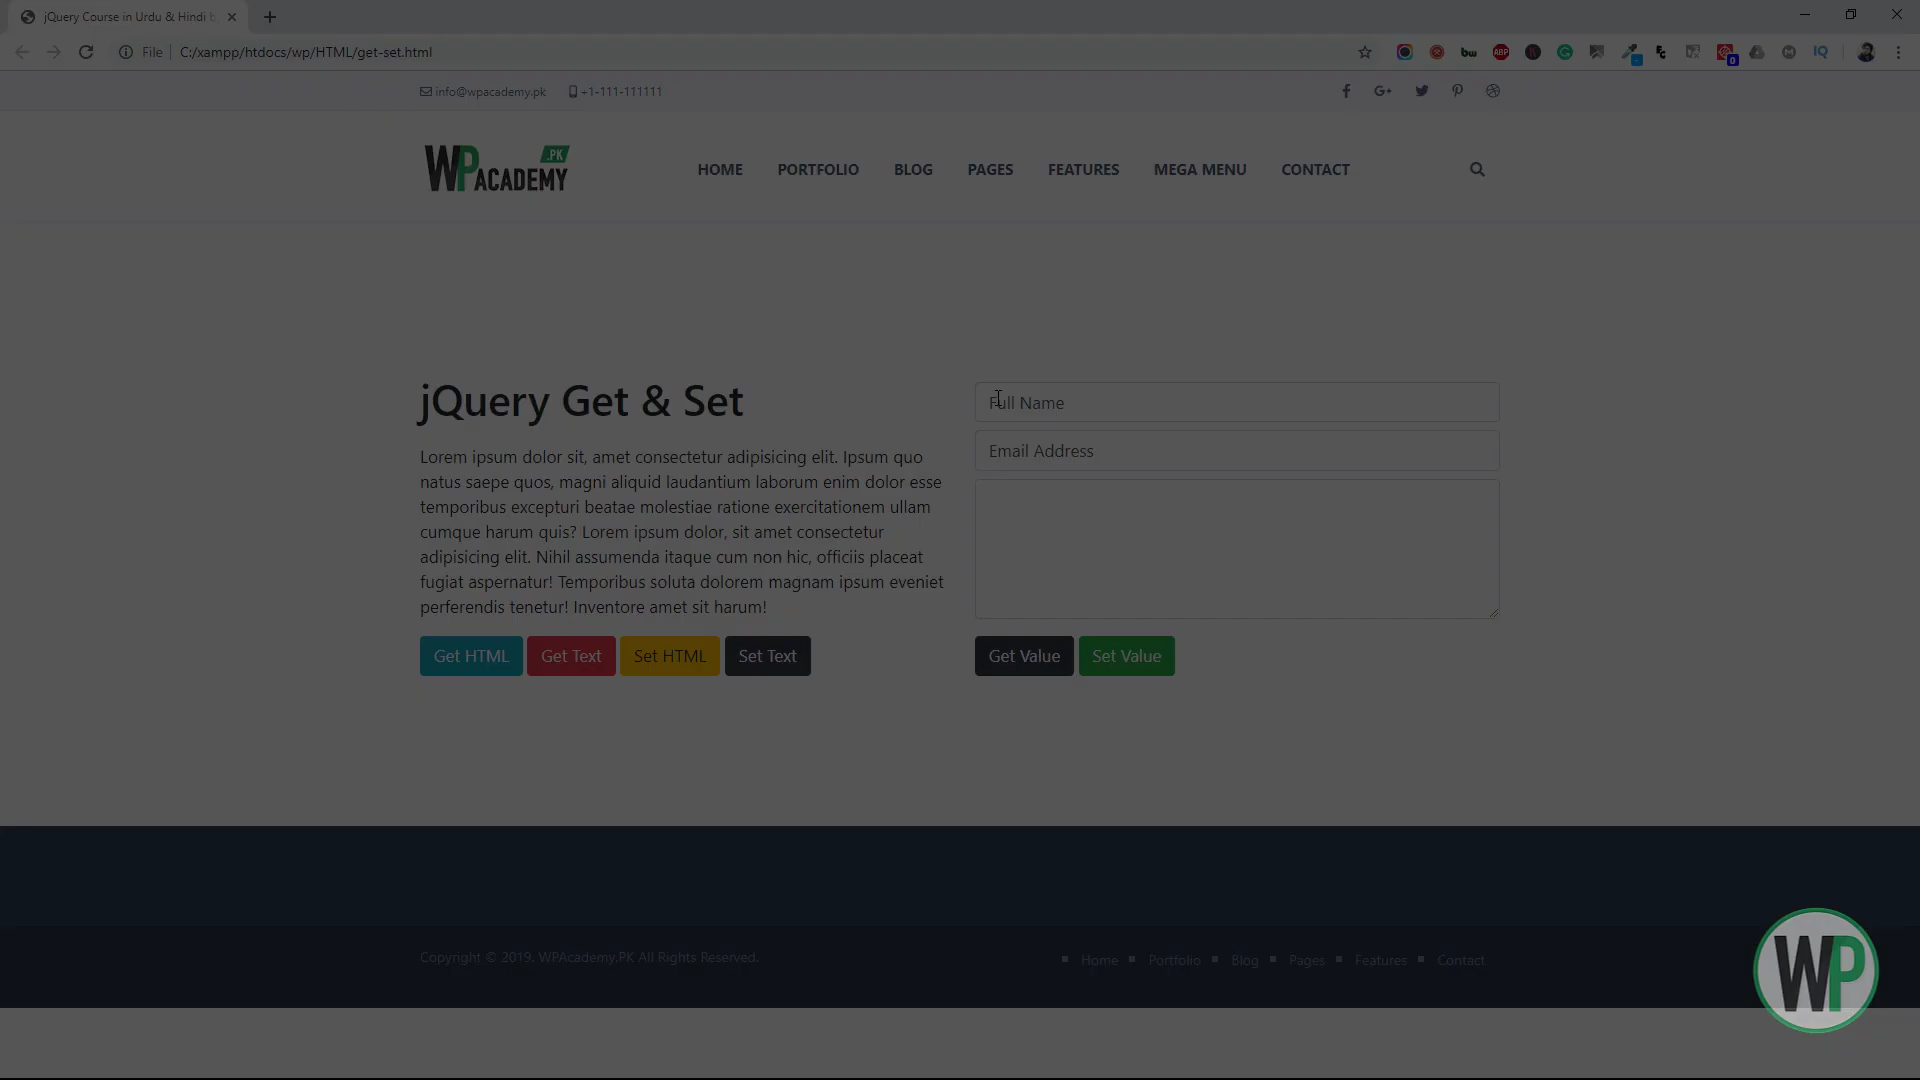 jQuery Course in Urdu & Hindi b
File
C:/xampp/htdocs/wp/HTML/get-set.html
ABP
0
IQ
info@wpacademy.pk
+1-111-111111
WPACADEMY .PK
HOME
PORTFOLIO
BLOG
PAGES
FEATURES
MEGA MENU
CONTACT
jQuery Get & Set
Lorem ipsum dolor sit, amet consectetur adipisicing elit. Ipsum quo
natus saepe quos, magni aliquid laudantium laborum enim dolor esse
temporibus excepturi beatae molestiae ratione exercitationem ullam
cumque harum quis? Lorem ipsum dolor, sit amet consectetur
adipisicing elit. Nihil assumenda itaque cum non hic, officiis placeat
fugiat aspernatur! Temporibus soluta dolorem magnam ipsum eveniet
perferendis tenetur! Inventore amet sit harum!
Get HTML
Get Text
Set HTML
Set Text
Full Name
Email Address
Get Value
Set Value
Copyright © 2019. WPAcademy.PK All Rights Reserved.
Home
Portfolio
Blog
Pages
Features
Contact
WP